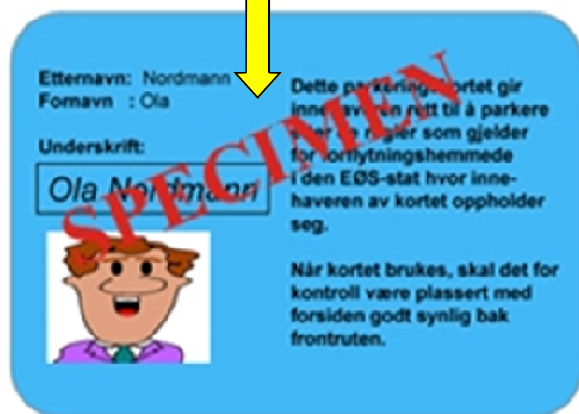 Etternavn: Nordmann
Fornavn : Ola
Underskrift:
Ola Nordmann
Dette parkeringskortet gir
innehaveren rett til å parkere
etter de regler som gjelder
for forflytningshemmede
i den EØS-stat hvor inne-
haveren av kortet oppholder
seg.
Når kortet brukes, skal det for
kontroll være plassert med
forsiden godt synlig bak
frontruten.
SPECIMEN